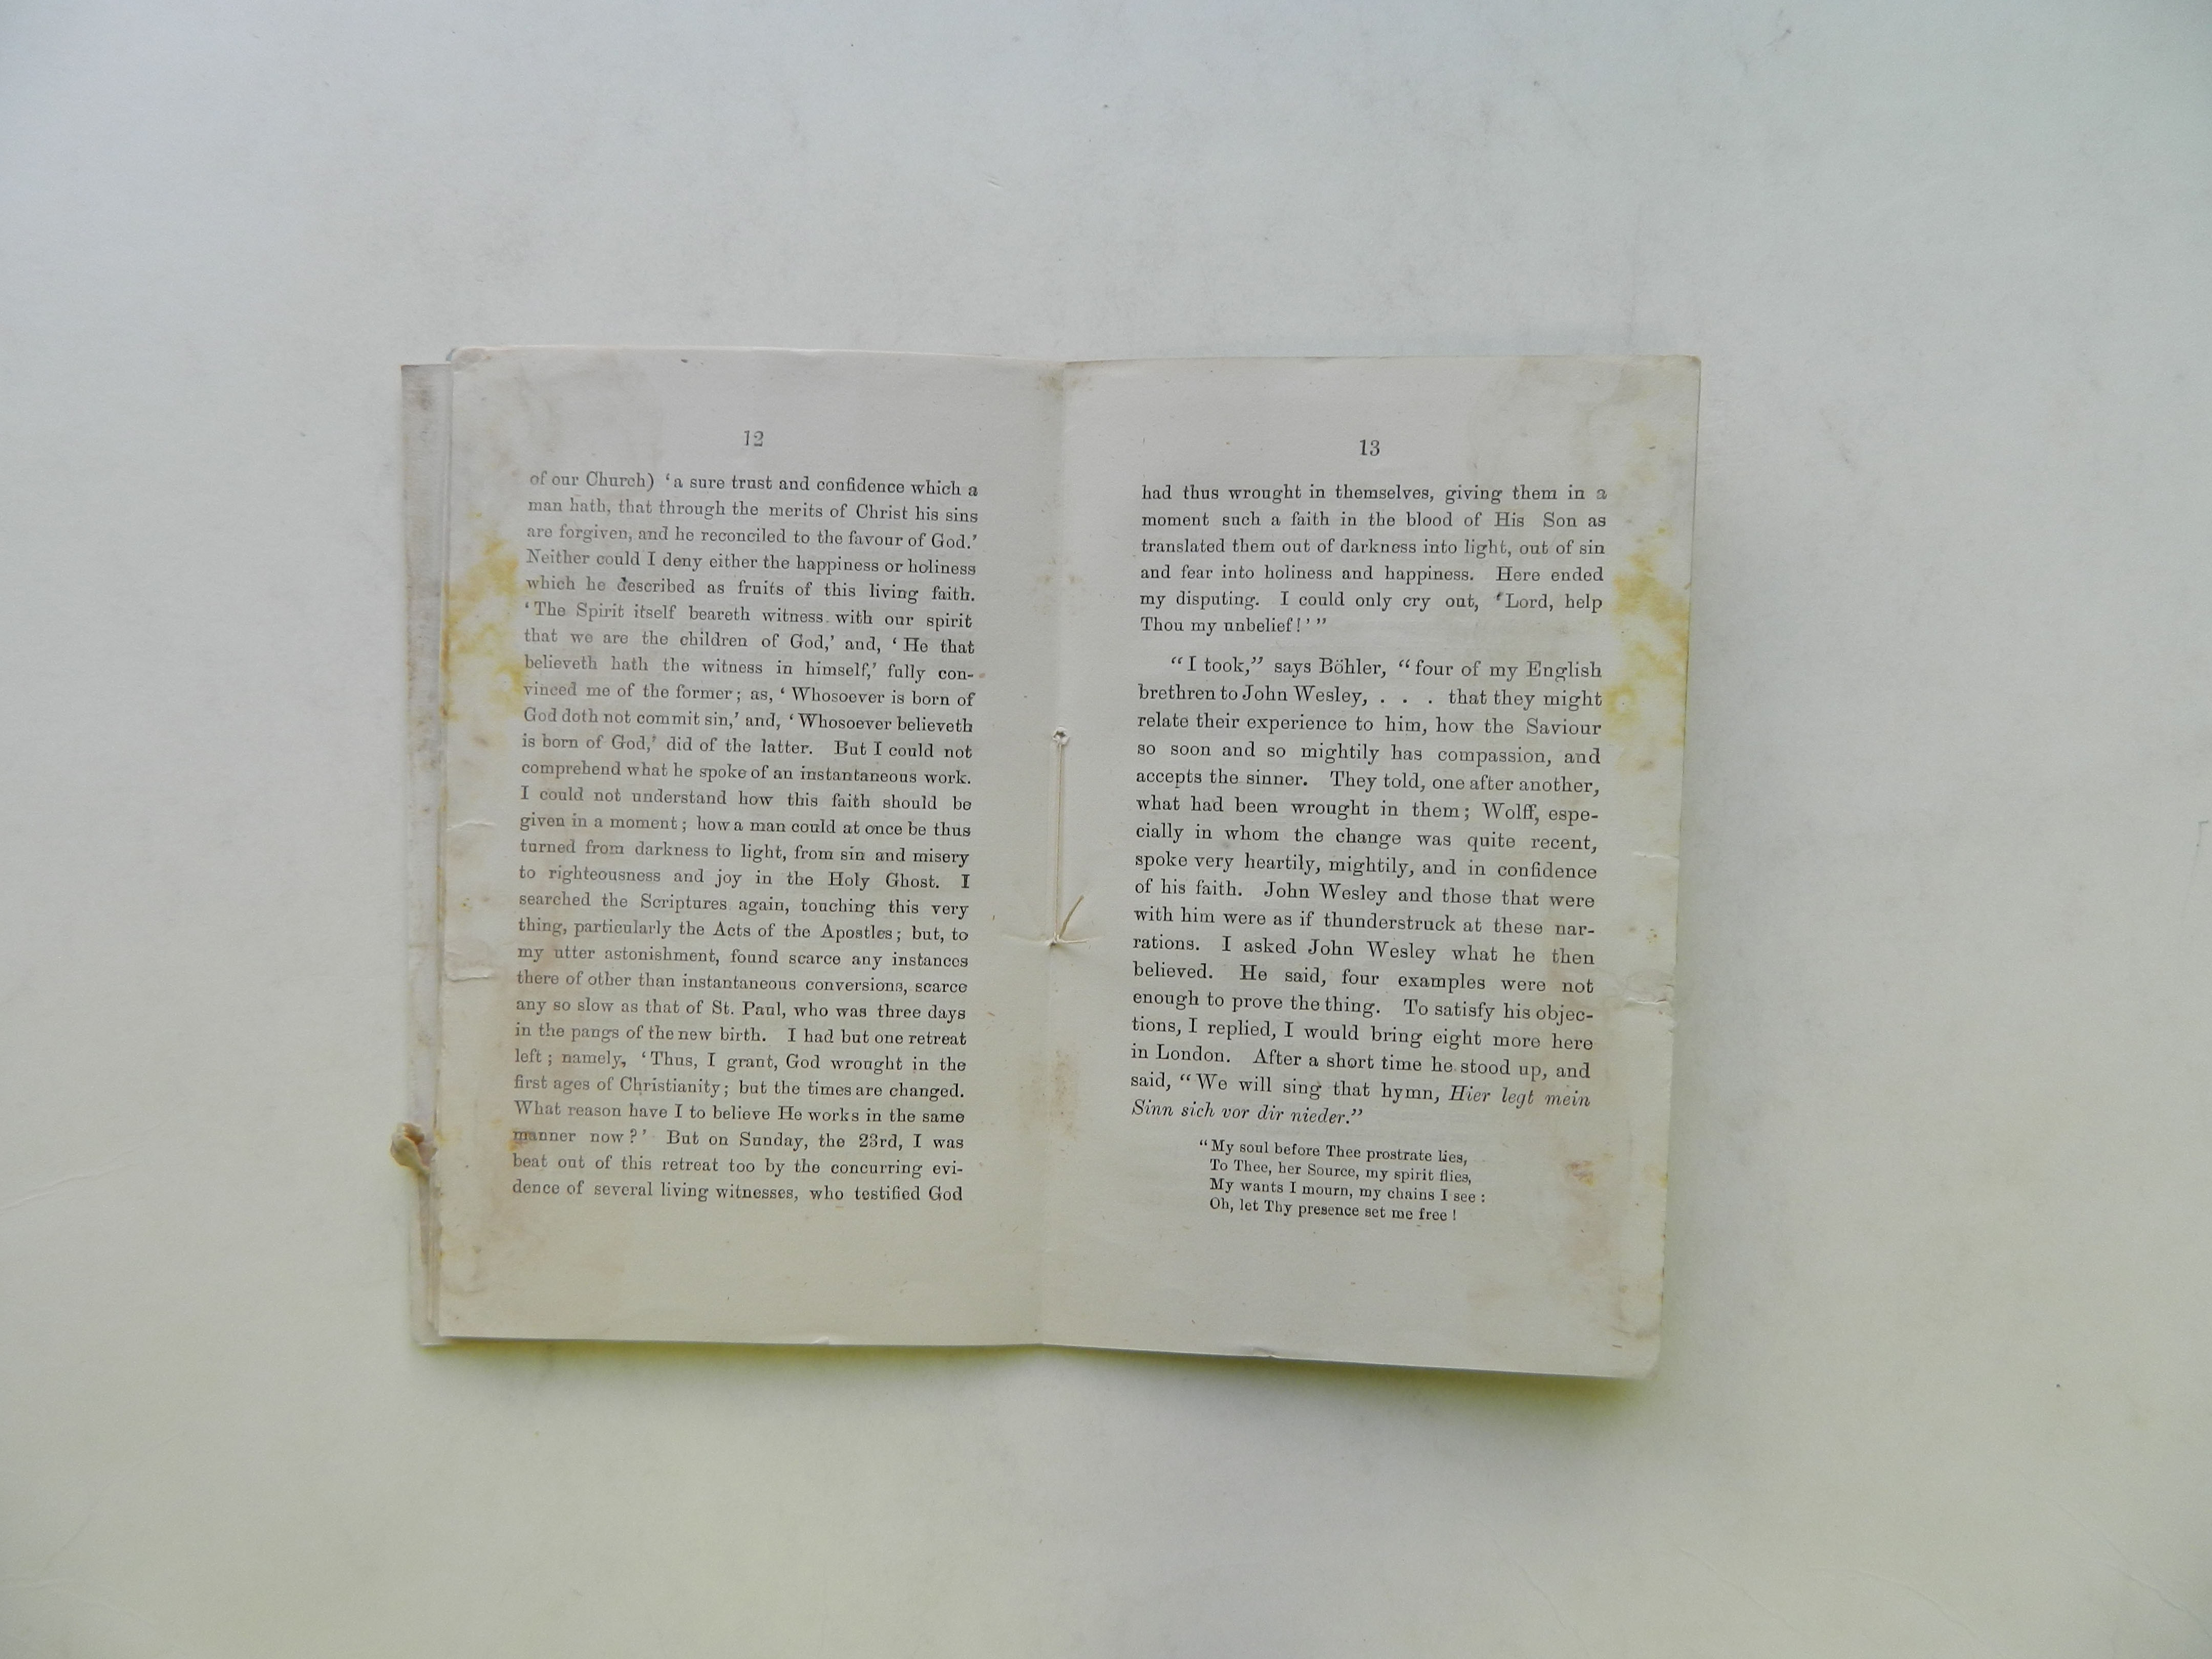 12
of our Church) ‘a sure trust and confidence which a
man hath, that through the merits of Christ his sins
are forgiven, and he reconciled to the favour of God.’
Neither could I deny either the happiness or holiness
which he described as fruits of this living faith.
‘The Spirit itself beareth witness with our spirit
that we are the children of God,’ and, ‘He that
believeth hath the witness in himself,’ fully con-
vinced me of the former; as, ‘Whosoever is born of
God doth not commit sin,’ and, ‘Whosoever believeth
is born of God,’ did of the latter. But I could not
comprehend what he spoke of an instantaneous work.
I could not understand how this faith should be
given in a moment; how a man could at once be thus
turned from darkness to light, from sin and misery
to righteousness and joy in the Holy Ghost. I
searched the Scriptures again, touching this very
thing, particularly the Acts of the Apostles; but, to
my utter astonishment, found scarce any instances
there of other than instantaneous conversions, scarce
any so slow as that of St. Paul, who was three days
in the pangs of the new birth. I had but one retreat
left; namely, ‘Thus, I grant, God wrought in the
first ages of Christianity; but the times are changed.
What reason have I to believe He works in the same
manner now?’ But on Sunday, the 23rd, I was
beat out of this retreat too by the concurring evi-
dence of several living witnesses, who testified God
13
had thus wrought in themselves, giving them in a
moment such a faith in the blood of His Son as
translated them out of darkness into light, out of sin
and fear into holiness and happiness. Here ended
my disputing. I could only cry out, ‘Lord, help
Thou my unbelief!’”
“I took,” says Böhler, “four of my English
brethren to John Wesley, . . . that they might
relate their experience to him, how the Saviour
so soon and so mightily has compassion, and
accepts the sinner. They told, one after another,
what had been wrought in them; Wolff, espe-
cially in whom the change was quite recent,
spoke very heartily, mightily, and in confidence
of his faith. John Wesley and those that were
with him were as if thunderstruck at these nar-
rations. I asked John Wesley what he then
believed. He said, four examples were not
enough to prove the thing. To satisfy his objec-
tions, I replied, I would bring eight more here
in London. After a short time he stood up, and
said, “We will sing that hymn, Hier legt mein
Sinn sich vor dir nieder.”
“My soul before Thee prostrate lies,
To Thee, her Source, my spirit flies,
My wants I mourn, my chains I see:
Oh, let Thy presence set me free!